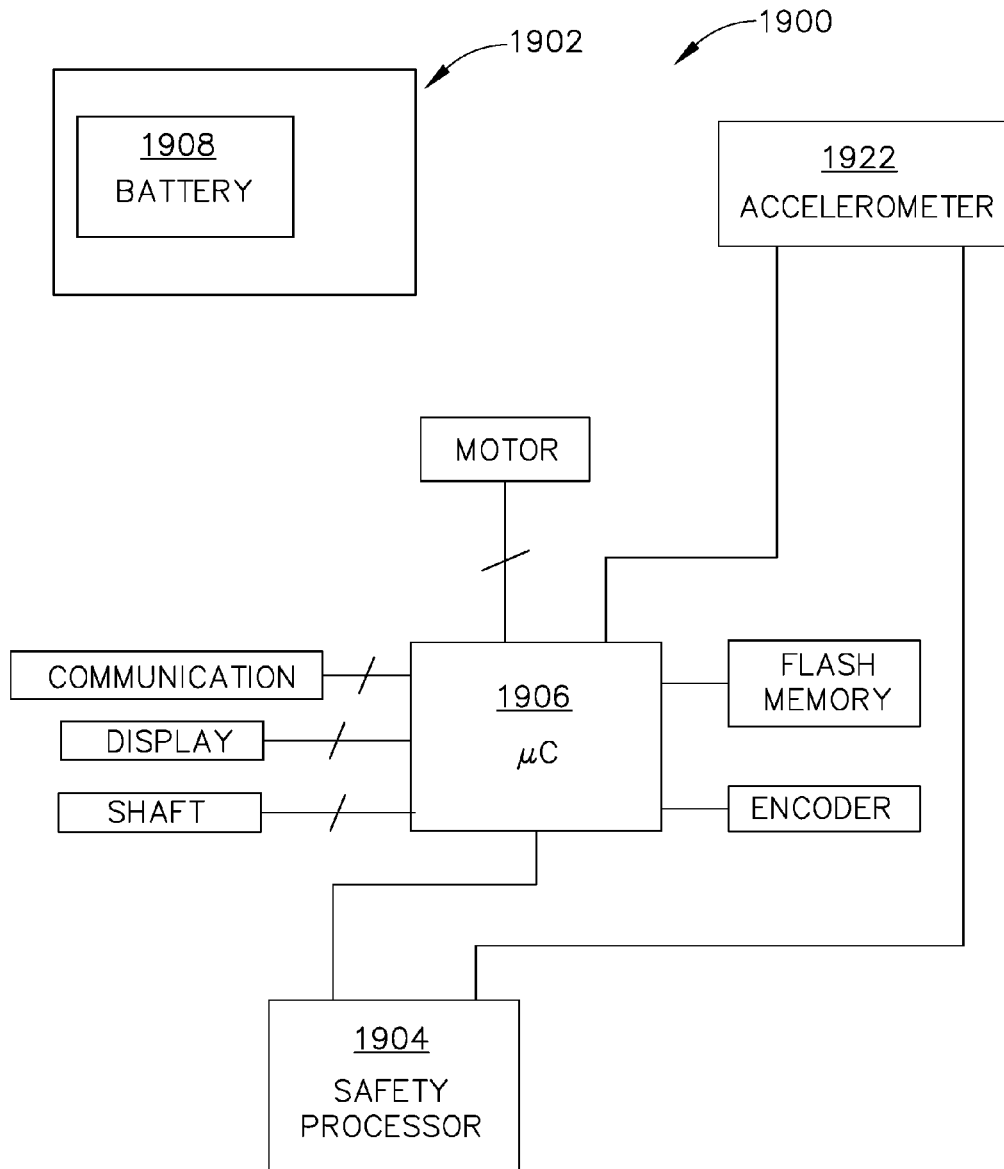 1902
1900
1908
BATTERY
1922
ACCELEROMETER
MOTOR
COMMUNICATION
DISPLAY
SHAFT
1906
μC
FLASH
MEMORY
ENCODER
1904
SAFETY
PROCESSOR